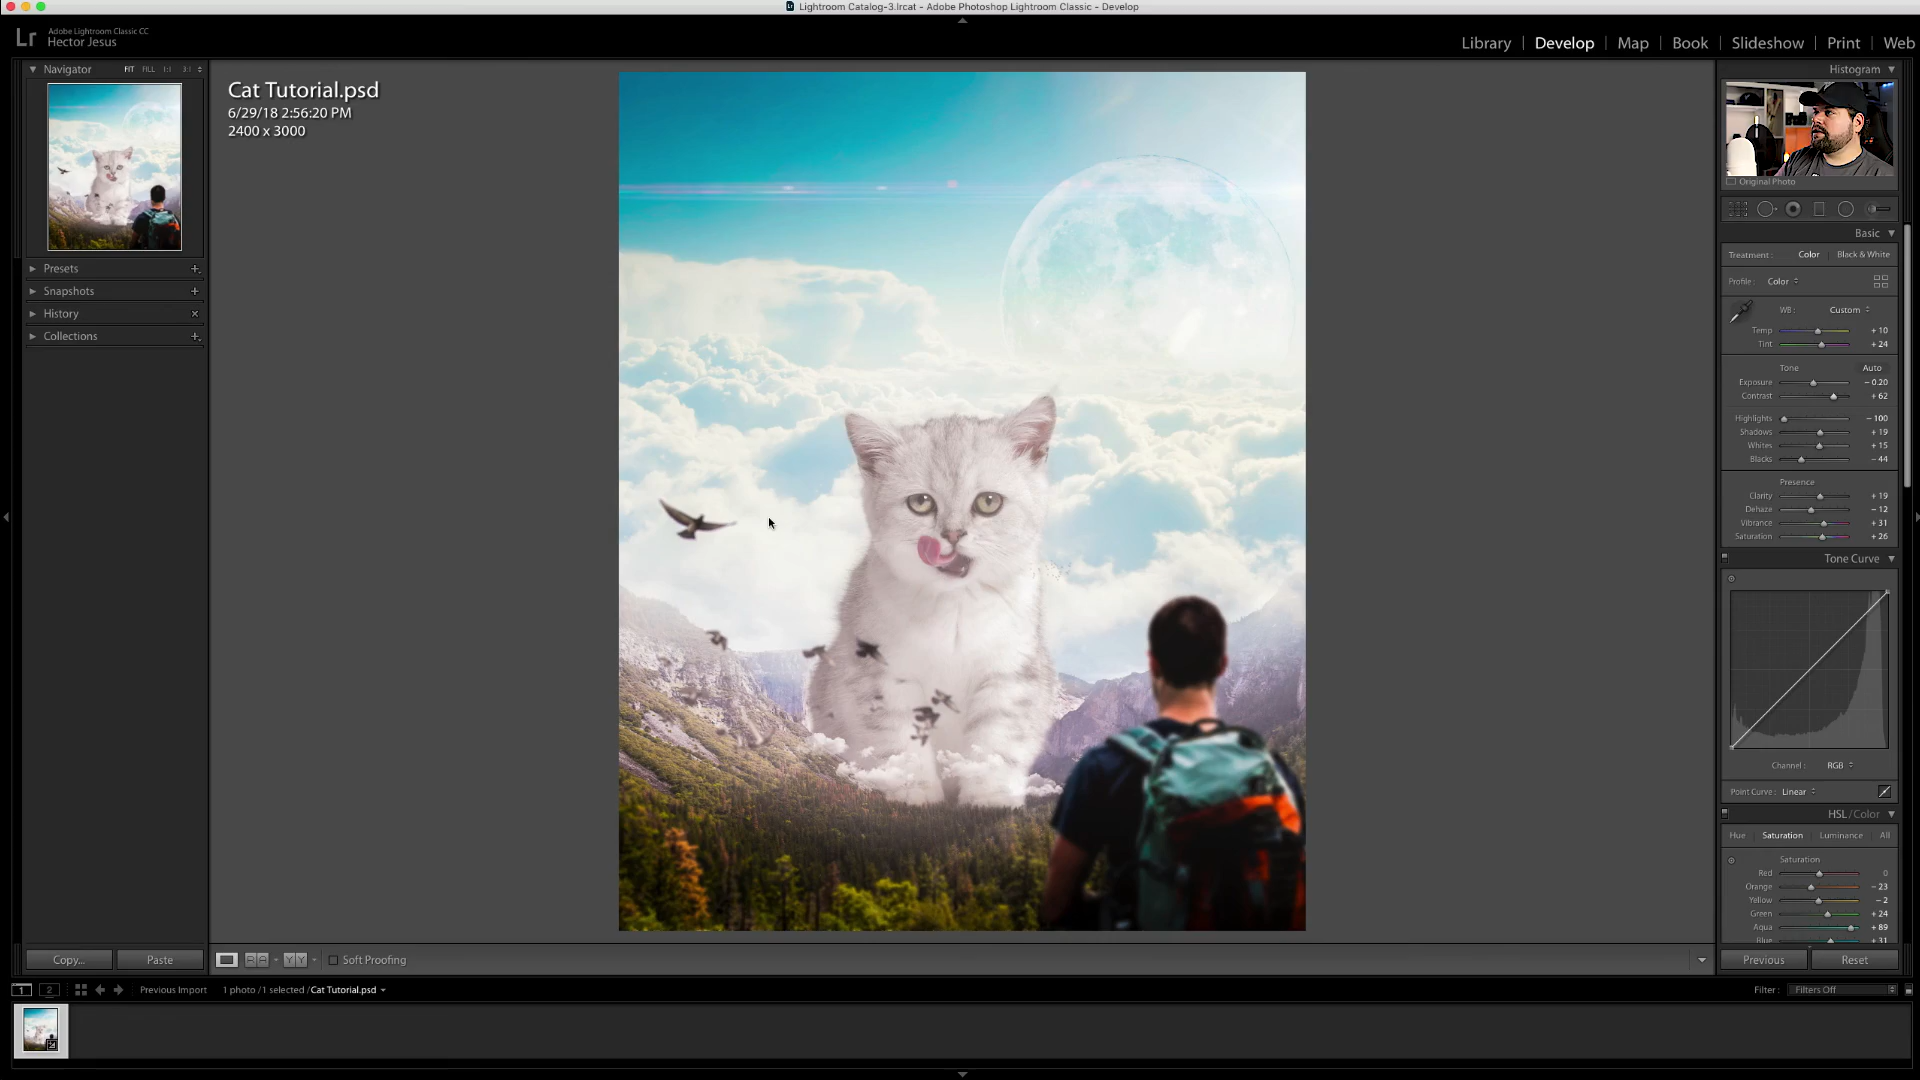 Lightroom Catalog-3.lrcat - Adobe Photoshop Lightroom Classic - Develop
Lr
Adobe Lightroom Classic CC
Hector Jesus
Library | Develop | Map | Book | Slideshow | Print | Web
Navigator FIT FILL 1:1 3:1
Presets
Snapshots
History
Collections
Cat Tutorial.psd
6/29/18 2:56:20 PM
2400 x 3000
Histogram
Original Photo
Basic
Treatment: Color Black & White
Profile: Color
WB: Custom
Temp +10
Tint +24
Tone Auto
Exposure -0.20
Contrast +62
Highlights -100
Shadows +19
Whites +15
Blacks -44
Presence
Clarity +19
Dehaze -12
Vibrance +31
Saturation +26
Tone Curve
Channel: RGB
Point Curve: Linear
HSL / Color
Hue Saturation Luminance All
Saturation
Red 0
Orange -23
Yellow -2
Green +24
Aqua +89
Blue +31
Copy... Paste
R A Y Y Soft Proofing
Previous Reset
1 2 Previous Import 1 photo / 1 selected / Cat Tutorial.psd
Filter: Filters Off